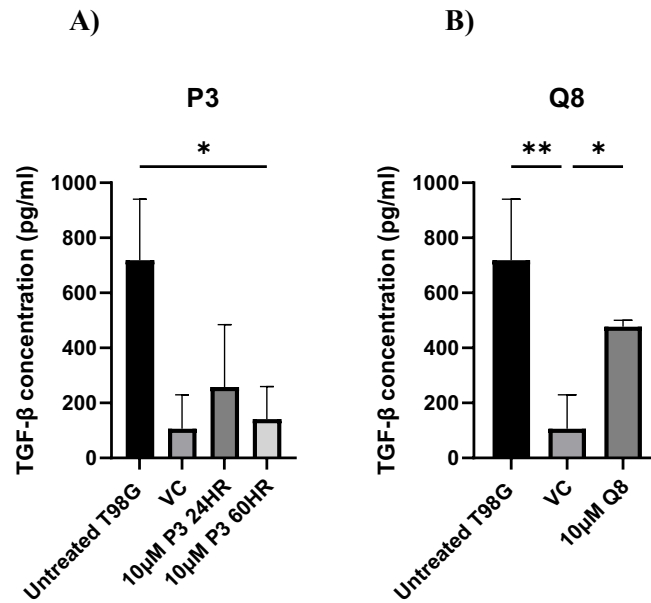 A)
B)
P3
*
TGF-β concentration (pg/ml)
1000
800
600
400
200
0
Untreated T98G
VC
10μM P3 24HR
10μM P3 60HR
Q8
**
*
TGF-β concentration (pg/ml)
1000
800
600
400
200
0
Untreated T98G
VC
10μM Q8